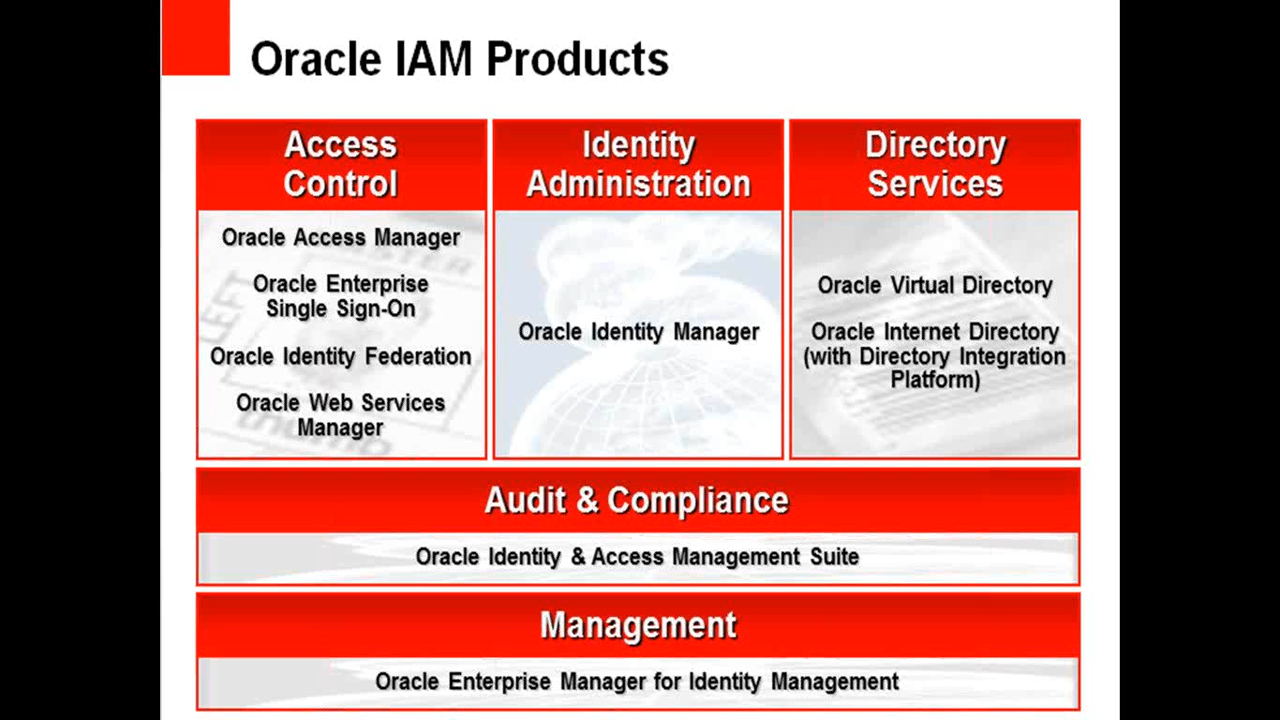 Oracle IAM Products
Access
Control
Oracle Access Manager
Oracle Enterprise
Single Sign-On
Oracle Identity Federation
Oracle Web Services
Manager
Identity
Administration
Oracle Identity Manager
Directory
Services
Oracle Virtual Directory
Oracle Internet Directory
(with Directory Integration
Platform)
Audit & Compliance
Oracle Identity & Access Management Suite
Management
Oracle Enterprise Manager for Identity Management